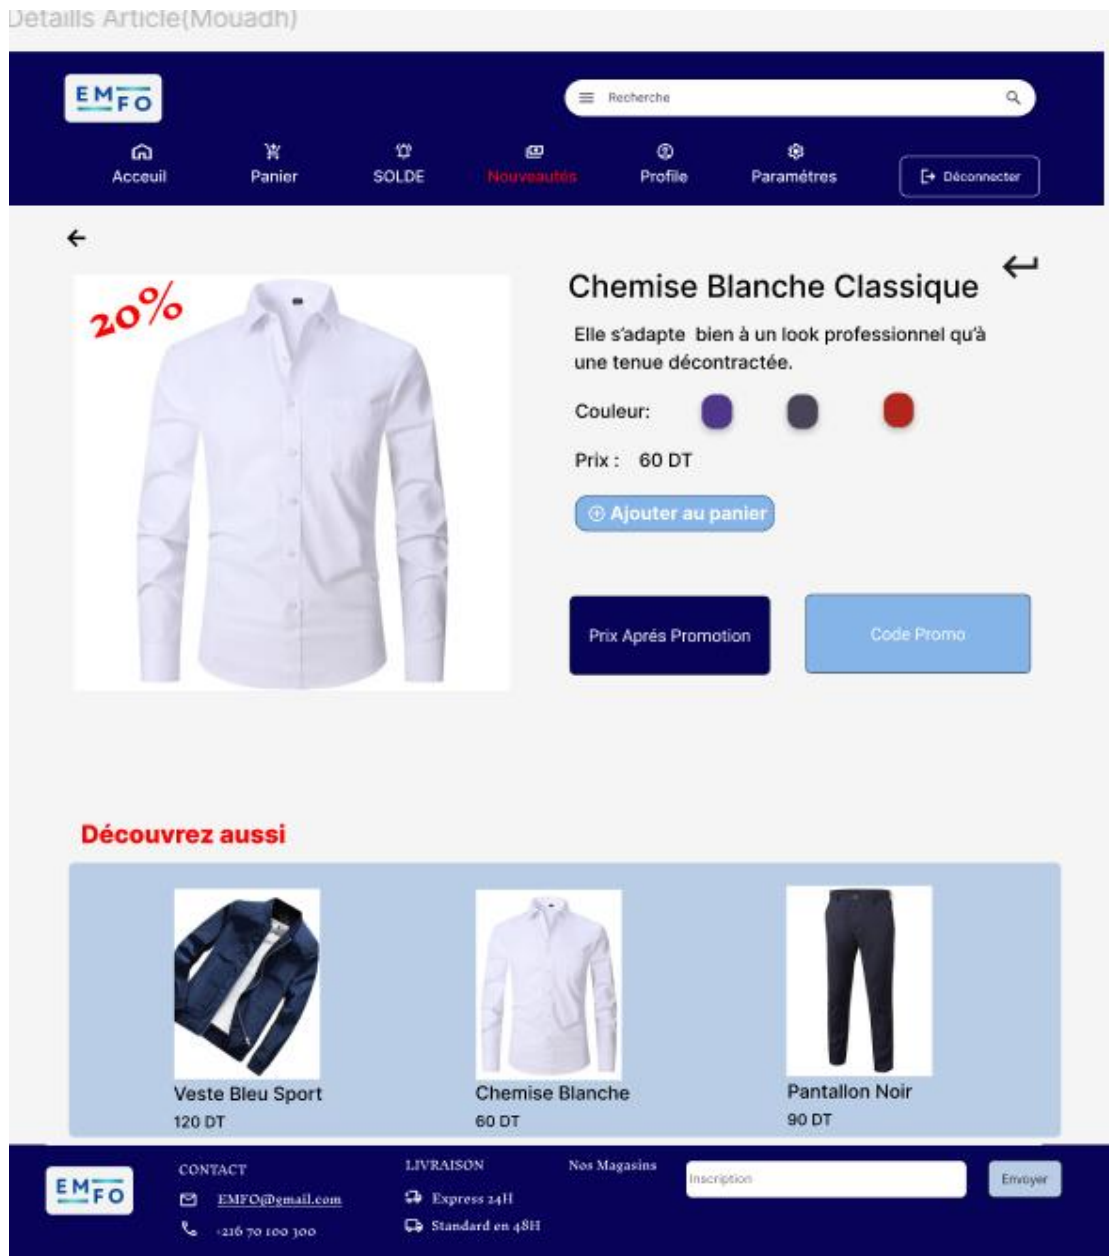 Détaills Article(Mouadh)
EMFO
Recherche
Acceuil
Panier
SOLDE
Nouveautés
Profile
Paramétres
Déconnecter
20%
Chemise Blanche Classique
Elle s'adapte bien à un look professionnel qu'à
une tenue décontractée.
Couleur:
Prix : 60 DT
Ajouter au panier
Prix Aprés Promotion
Code Promo
Découvrez aussi
Veste Bleu Sport
120 DT
Chemise Blanche
60 DT
Pantallon Noir
90 DT
EMFO
CONTACT
EMFO@gmail.com
+216 70 100 300
LIVRAISON
Express 24H
Standard en 48H
Nos Magasins
Inscription
Envoyer